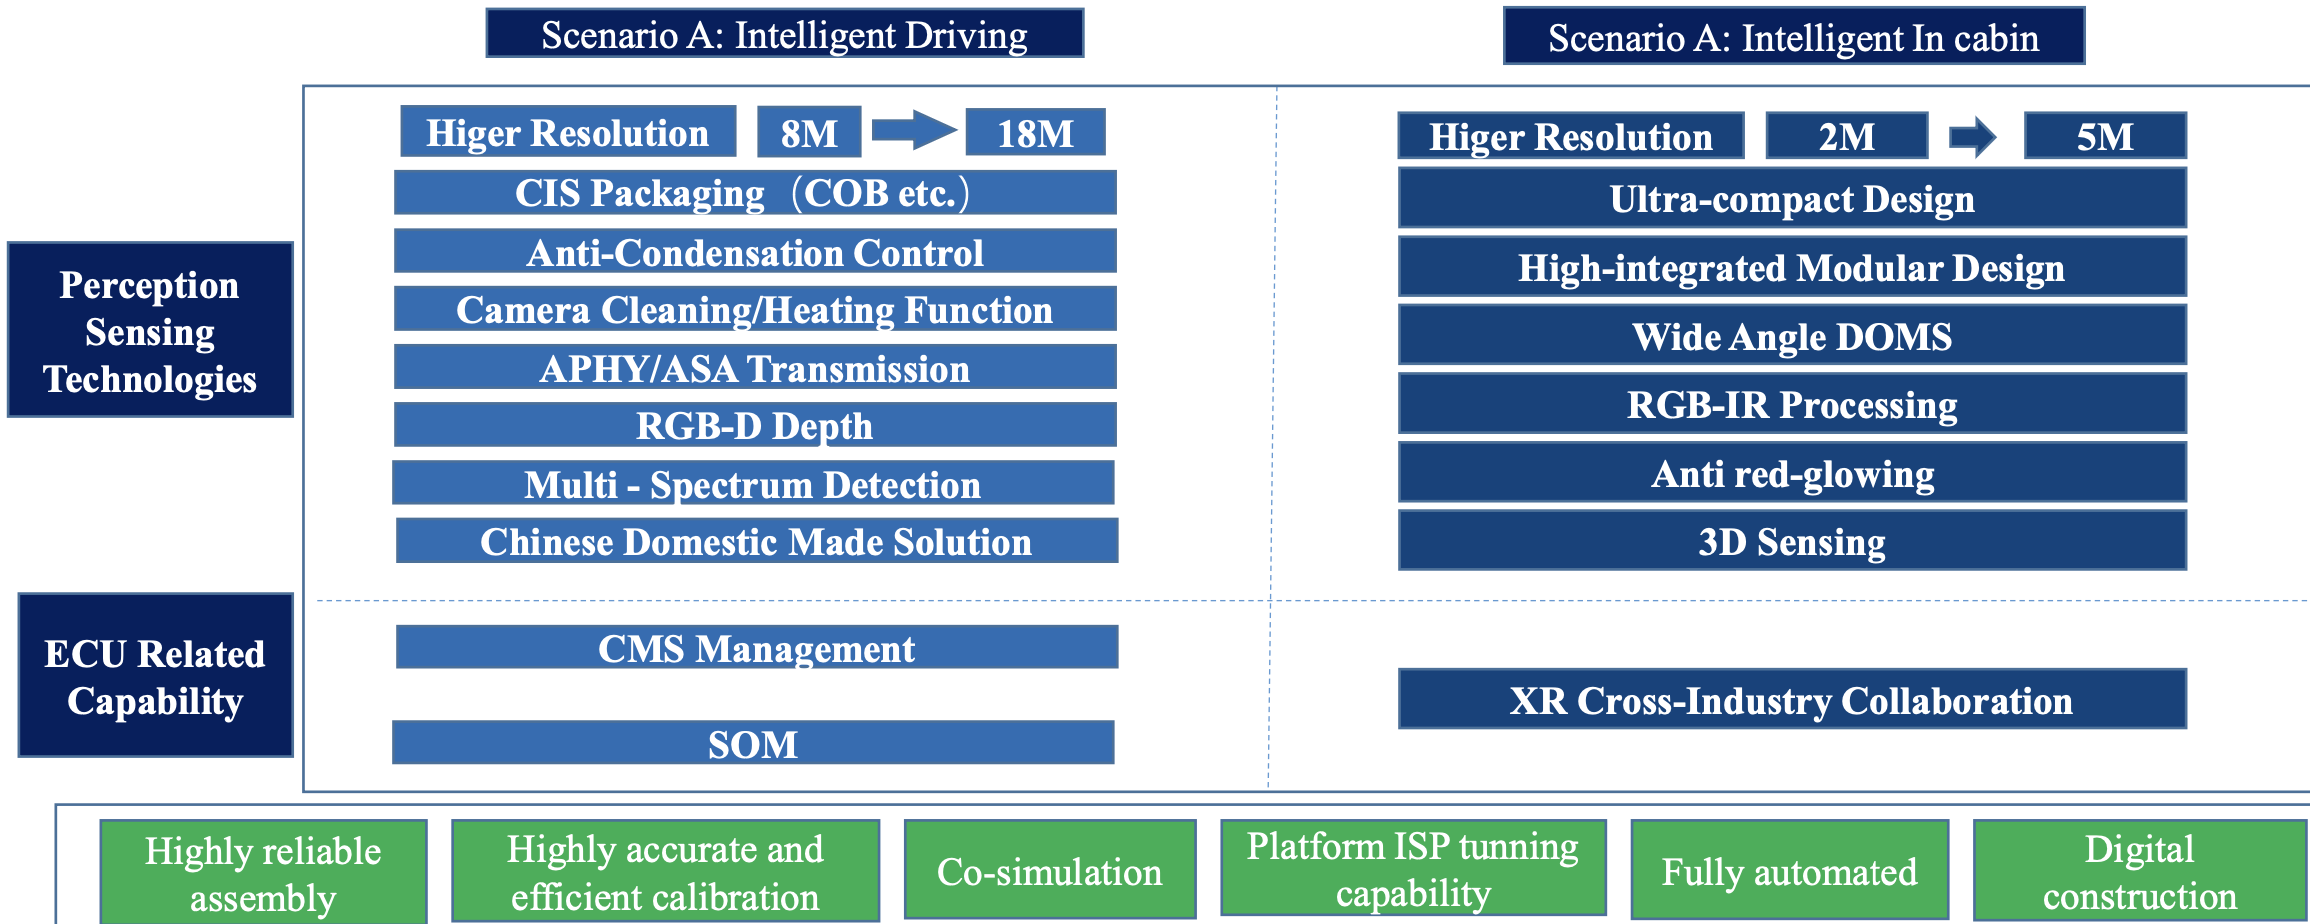 Scenario A: Intelligent Driving
Scenario A: Intelligent In cabin
Perception
Sensing
Technologies
Higer Resolution 8M 18M
CIS Packaging（COB etc.）
Anti-Condensation Control
Camera Cleaning/Heating Function
APHY/ASA Transmission
RGB-D Depth
Multi - Spectrum Detection
Chinese Domestic Made Solution
Higer Resolution 2M 5M
Ultra-compact Design
High-integrated Modular Design
Wide Angle DOMS
RGB-IR Processing
Anti red-glowing
3D Sensing
ECU Related
Capability
CMS Management
SOM
XR Cross-Industry Collaboration
Highly reliable
assembly
Highly accurate and
efficient calibration
Co-simulation
Platform ISP tunning
capability
Fully automated
Digital
construction